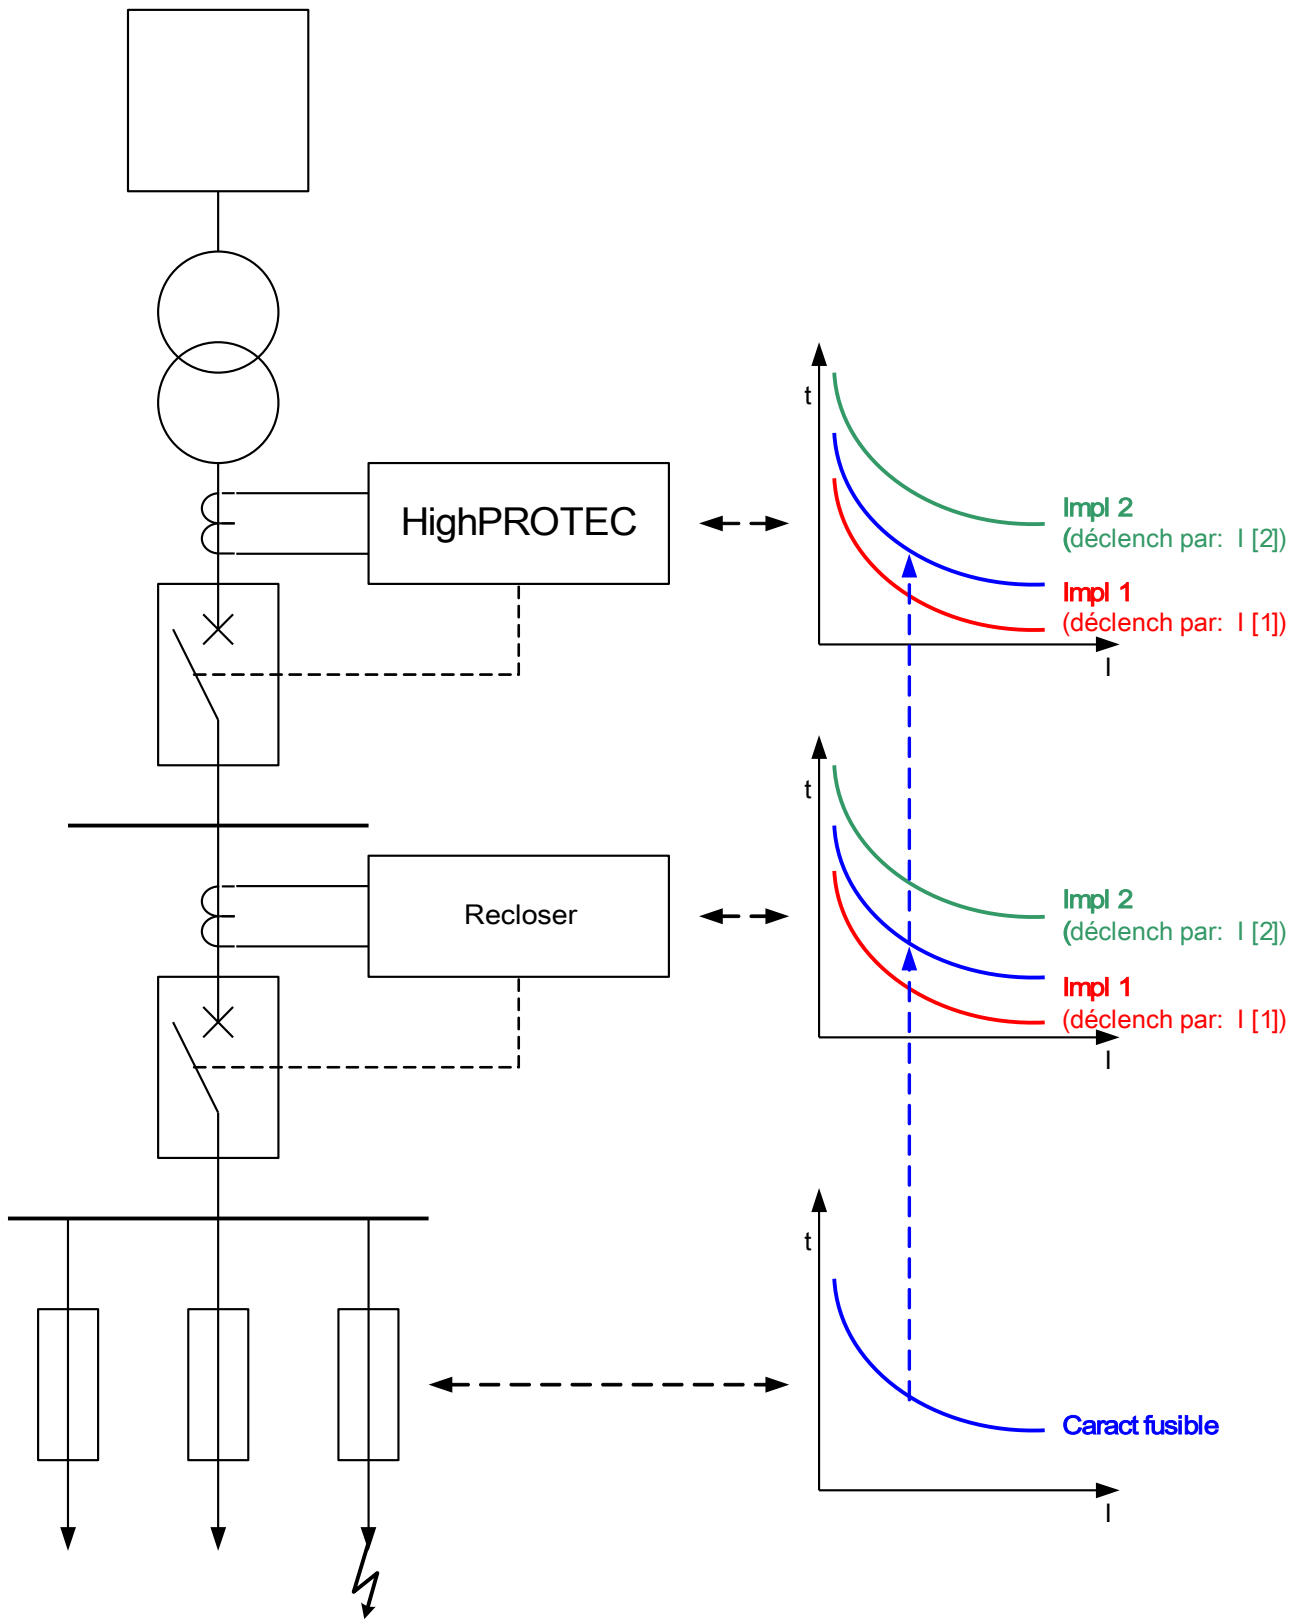 t
HighPROTEC
Impl 2
(déclench par: I [2])
Impl 1
(déclench par: I [1])
I
t
Recloser
Impl 2
(déclench par: I [2])
Impl 1
(déclench par: I [1])
I
t
Caract fusible
I